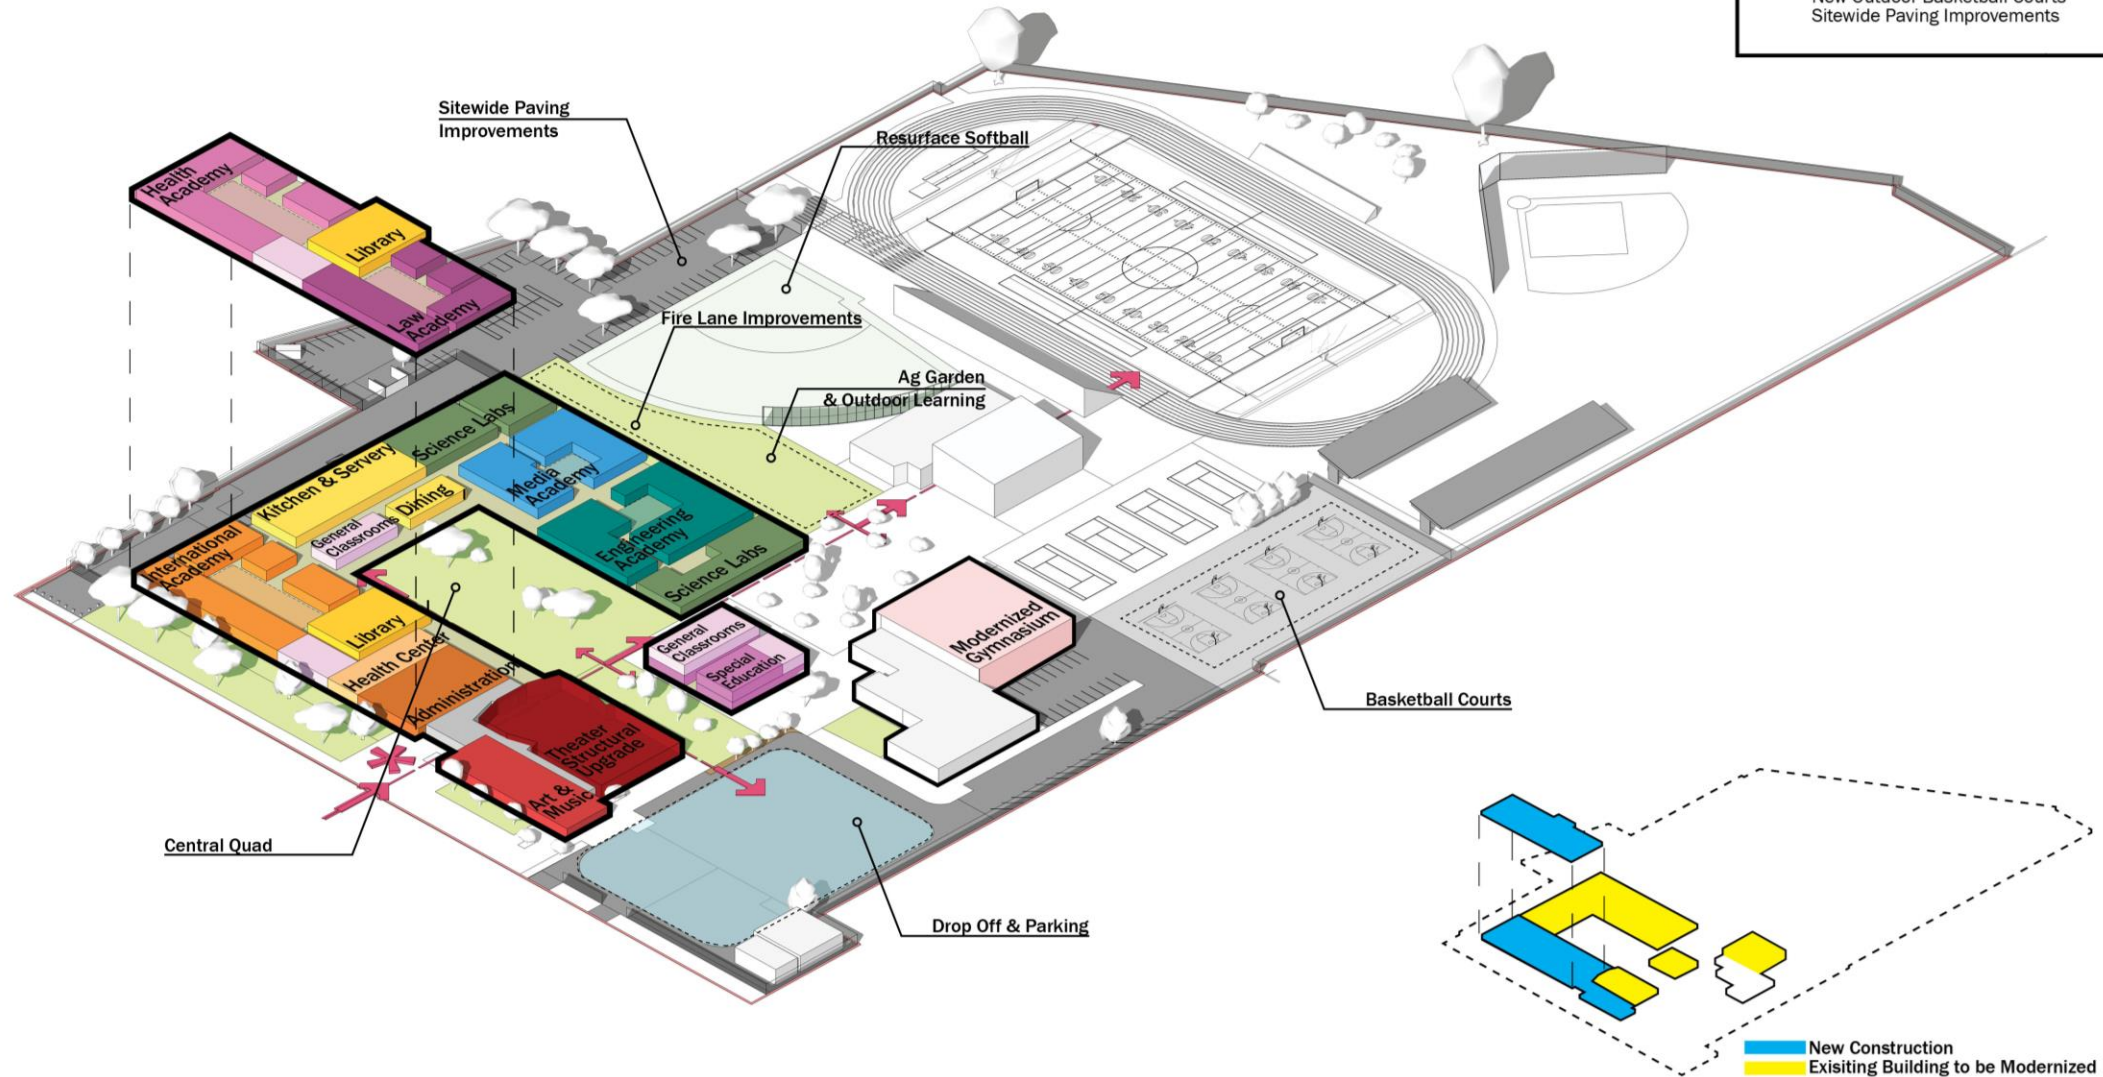 New Outdoor Basketball Courts
Sitewide Paving Improvements
Sitewide Paving
Improvements
Resurface Softball
Health
Academy
Library
Law
Academy
Fire Lane Improvements
Ag Garden
& Outdoor Learning
Science Labs
Kitchen & Servery
Media
Academy
Dining
General
Classrooms
Engineering
Academy
International
Academy
Science Labs
Library
Health Center
Administration
General
Classrooms
Special
Education
Modernized
Gymnasium
Basketball Courts
Theater
Structural
Upgrade
Art &
Music
Central Quad
Drop Off & Parking
New Construction
Exisiting Building to be Modernized